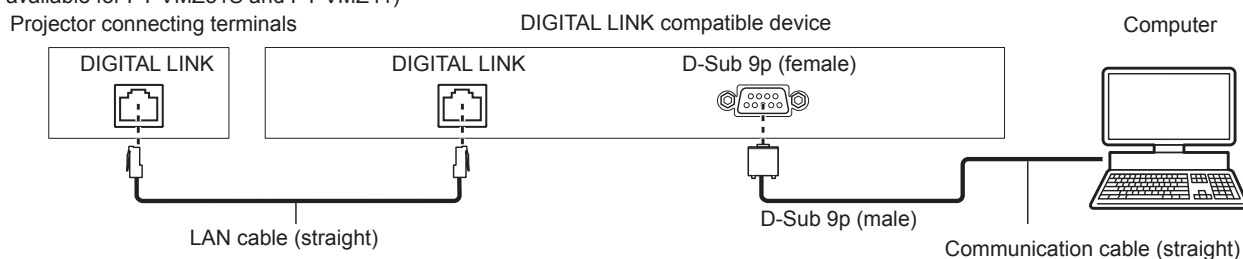 Projector connecting terminals
DIGITAL LINK compatible device
Computer
DIGITAL LINK
DIGITAL LINK
D-Sub 9p (female)
D-Sub 9p (male)
LAN cable (straight)
Communication cable (straight)